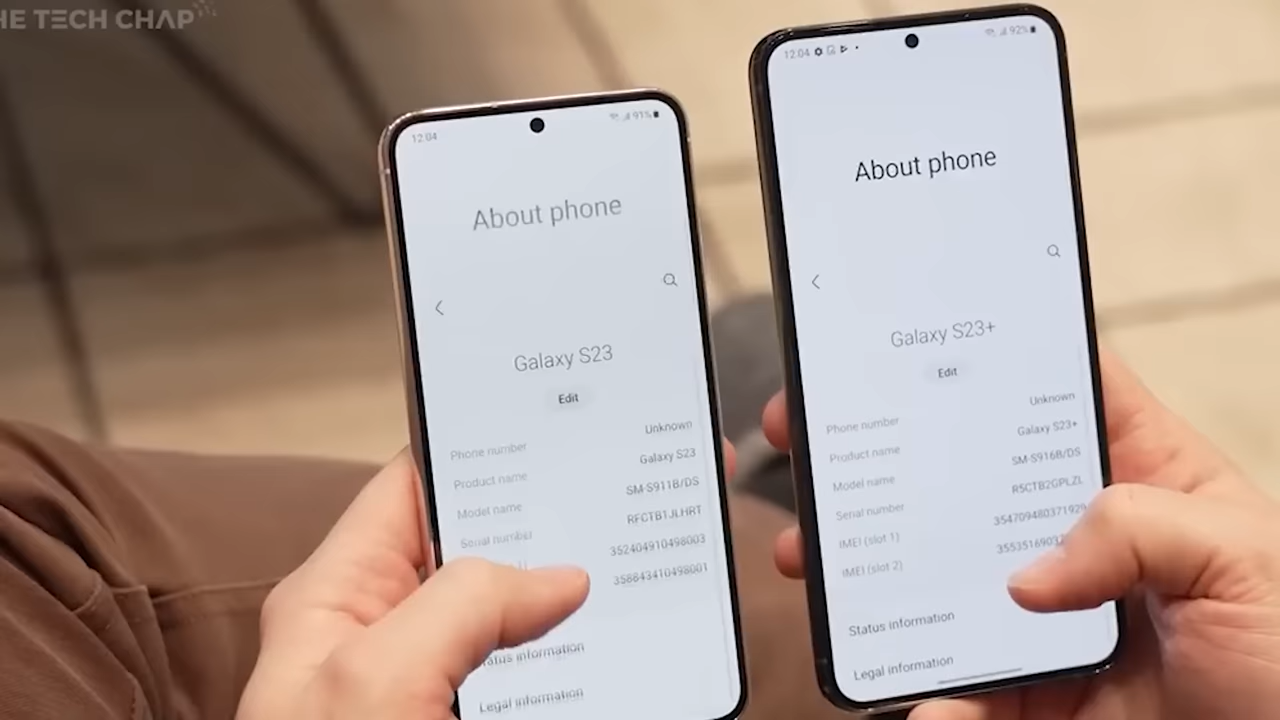 HE TECH CHAP
12:04
91%
About phone
Galaxy S23
Edit
Phone number Unknown
Product name Galaxy S23
Model name SM-S911B/DS
Serial number RFCTB1JLHRT
352404910498003
358843410498001
Status information
Legal information
12:04
92%
About phone
Galaxy S23+
Edit
Phone number Unknown
Product name Galaxy S23+
Model name SM-S916B/DS
Serial number R5CTB2GPLZL
IMEI (slot 1) 354709480371929
IMEI (slot 2)
Status information
Legal information